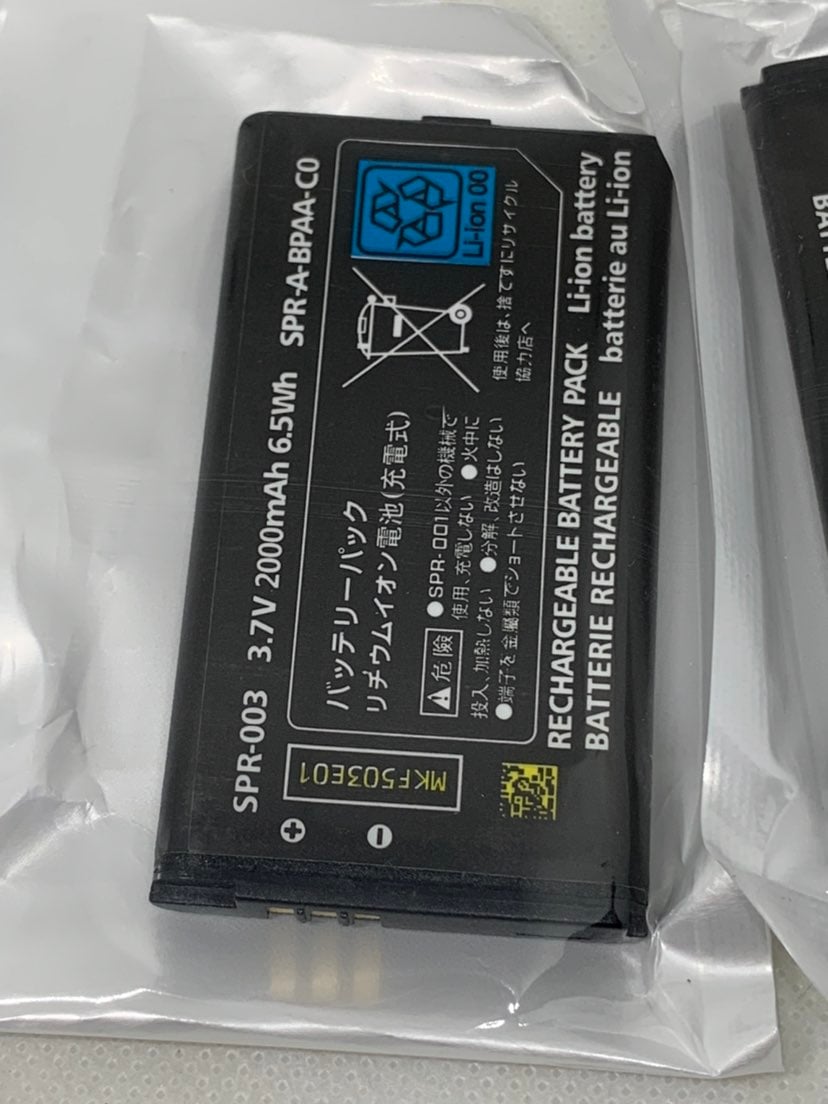 SPR-003 3.7V 2000mAh 6.5Wh SPR-A-BPAA-C0
MKF503E01
バッテリーパック
リチウムイオン電池(充電式)
Li-ion 00
危険
●SPR-001以外の機械で
使用、充電しない ●火中に
投入、加熱しない ●分解、改造はしない
●端子を金属類でショートさせない
使用後は、捨てずにリサイクル
協力店へ
RECHARGEABLE BATTERY PACK Li-ion battery
BATTERIE RECHARGEABLE batterie au Li-ion